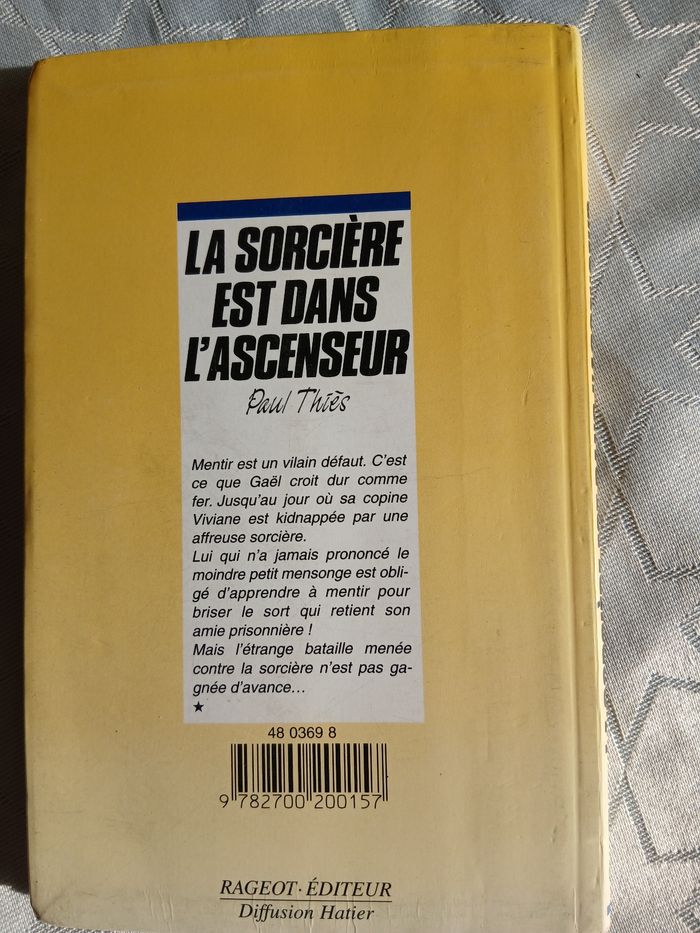 LA SORCIÈRE
EST DANS
L'ASCENSEUR
Paul Thiès
Mentir est un vilain défaut. C'est
ce que Gaël croit dur comme
fer. Jusqu'au jour où sa copine
Viviane est kidnappée par une
affreuse sorcière.
Lui qui n'a jamais prononcé le
moindre petit mensonge est obli-
gé d'apprendre à mentir pour
briser le sort qui retient son
amie prisonnière !
Mais l'étrange bataille menée
contre la sorcière n'est pas ga-
gnée d'avance...
★
48 0369 8
9 782700 200157
RAGEOT·ÉDITEUR
Diffusion Hatier